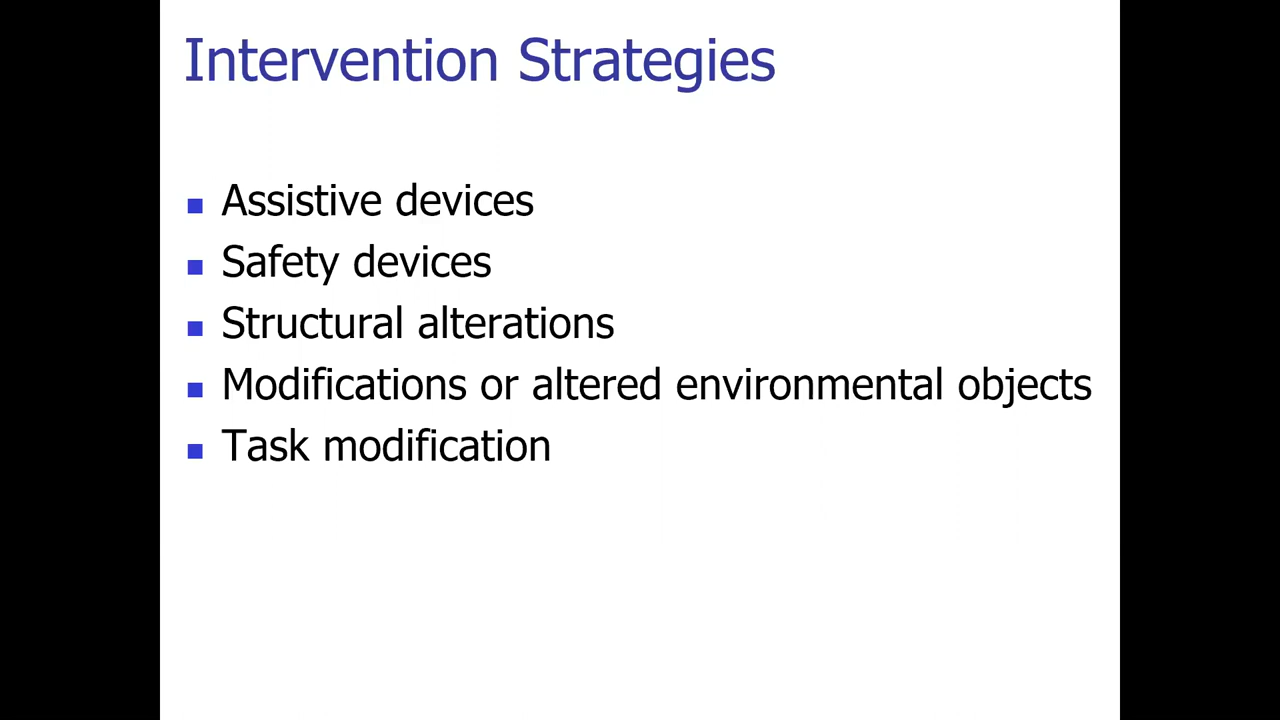 Intervention Strategies
Assistive devices
Safety devices
Structural alterations
Modifications or altered environmental objects
Task modification